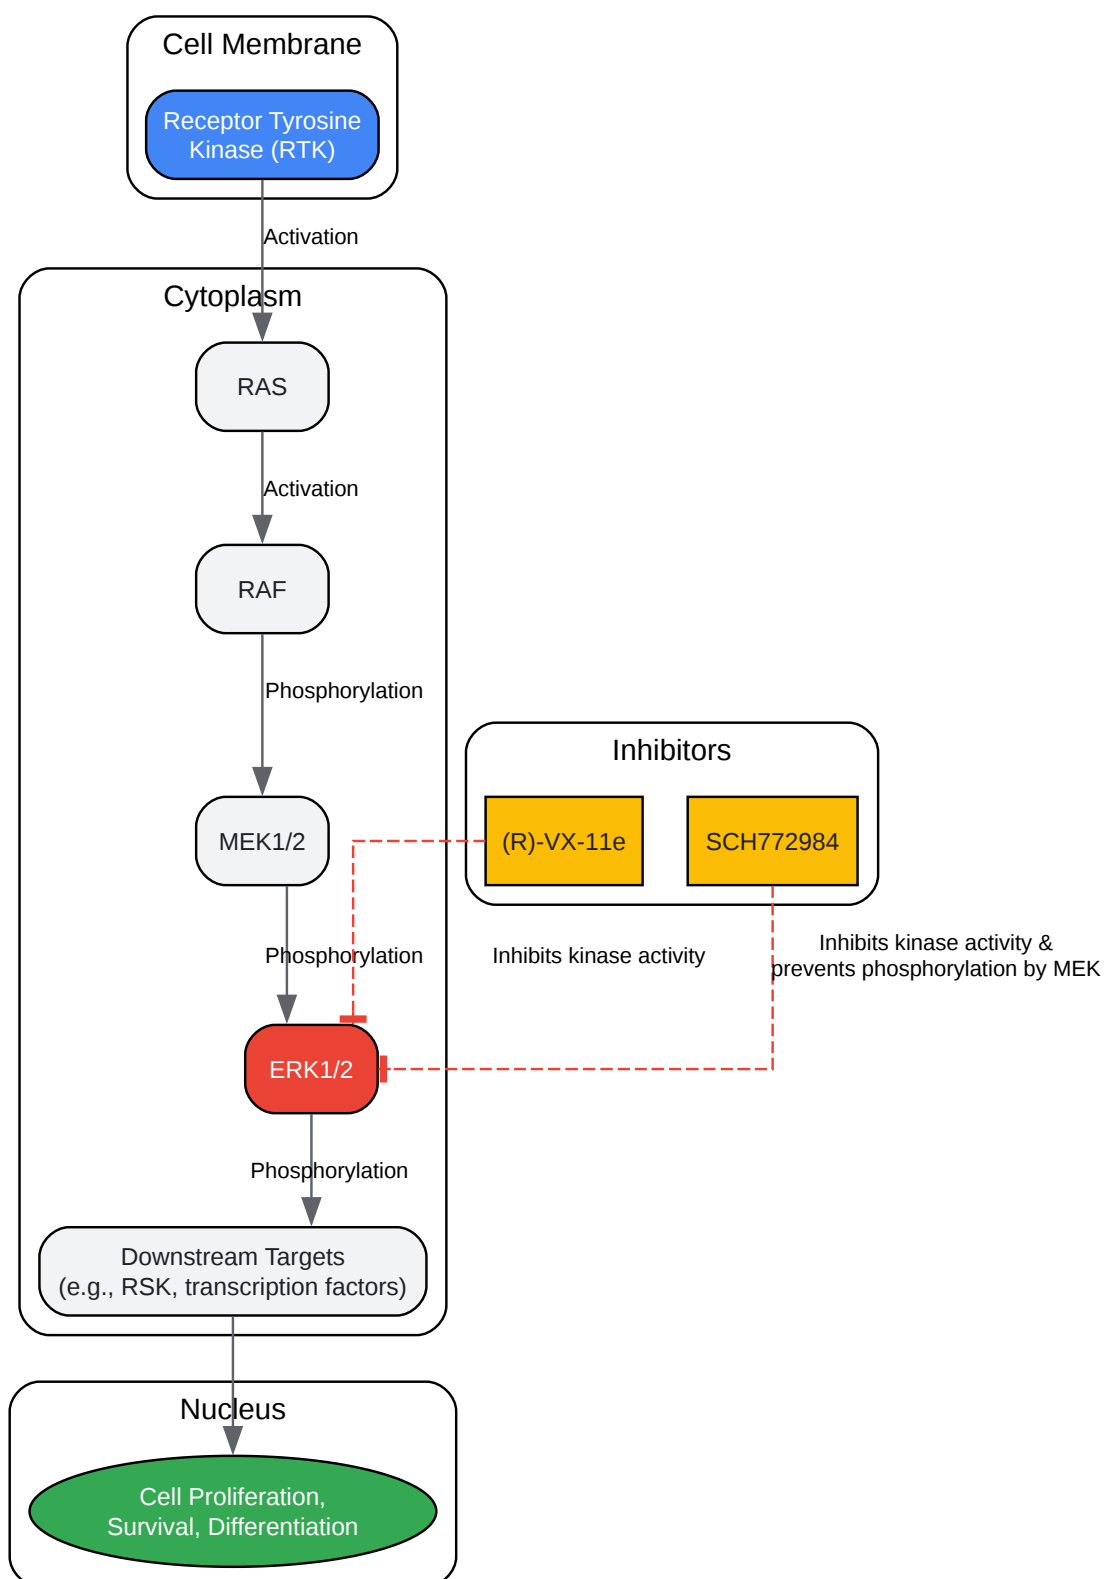 Cell Membrane
Receptor Tyrosine
Kinase (RTK)
Activation
Cytoplasm
RAS
Activation
RAF
Phosphorylation
Inhibitors
MEK1/2
(R)-VX-11e
SCH772984
Phosphorylation
Inhibits kinase activity
Inhibits kinase activity &
prevents phosphorylation by MEK
ERK1/2
Phosphorylation
Downstream Targets
(e.g., RSK, transcription factors)
Nucleus
Cell Proliferation,
Survival, Differentiation